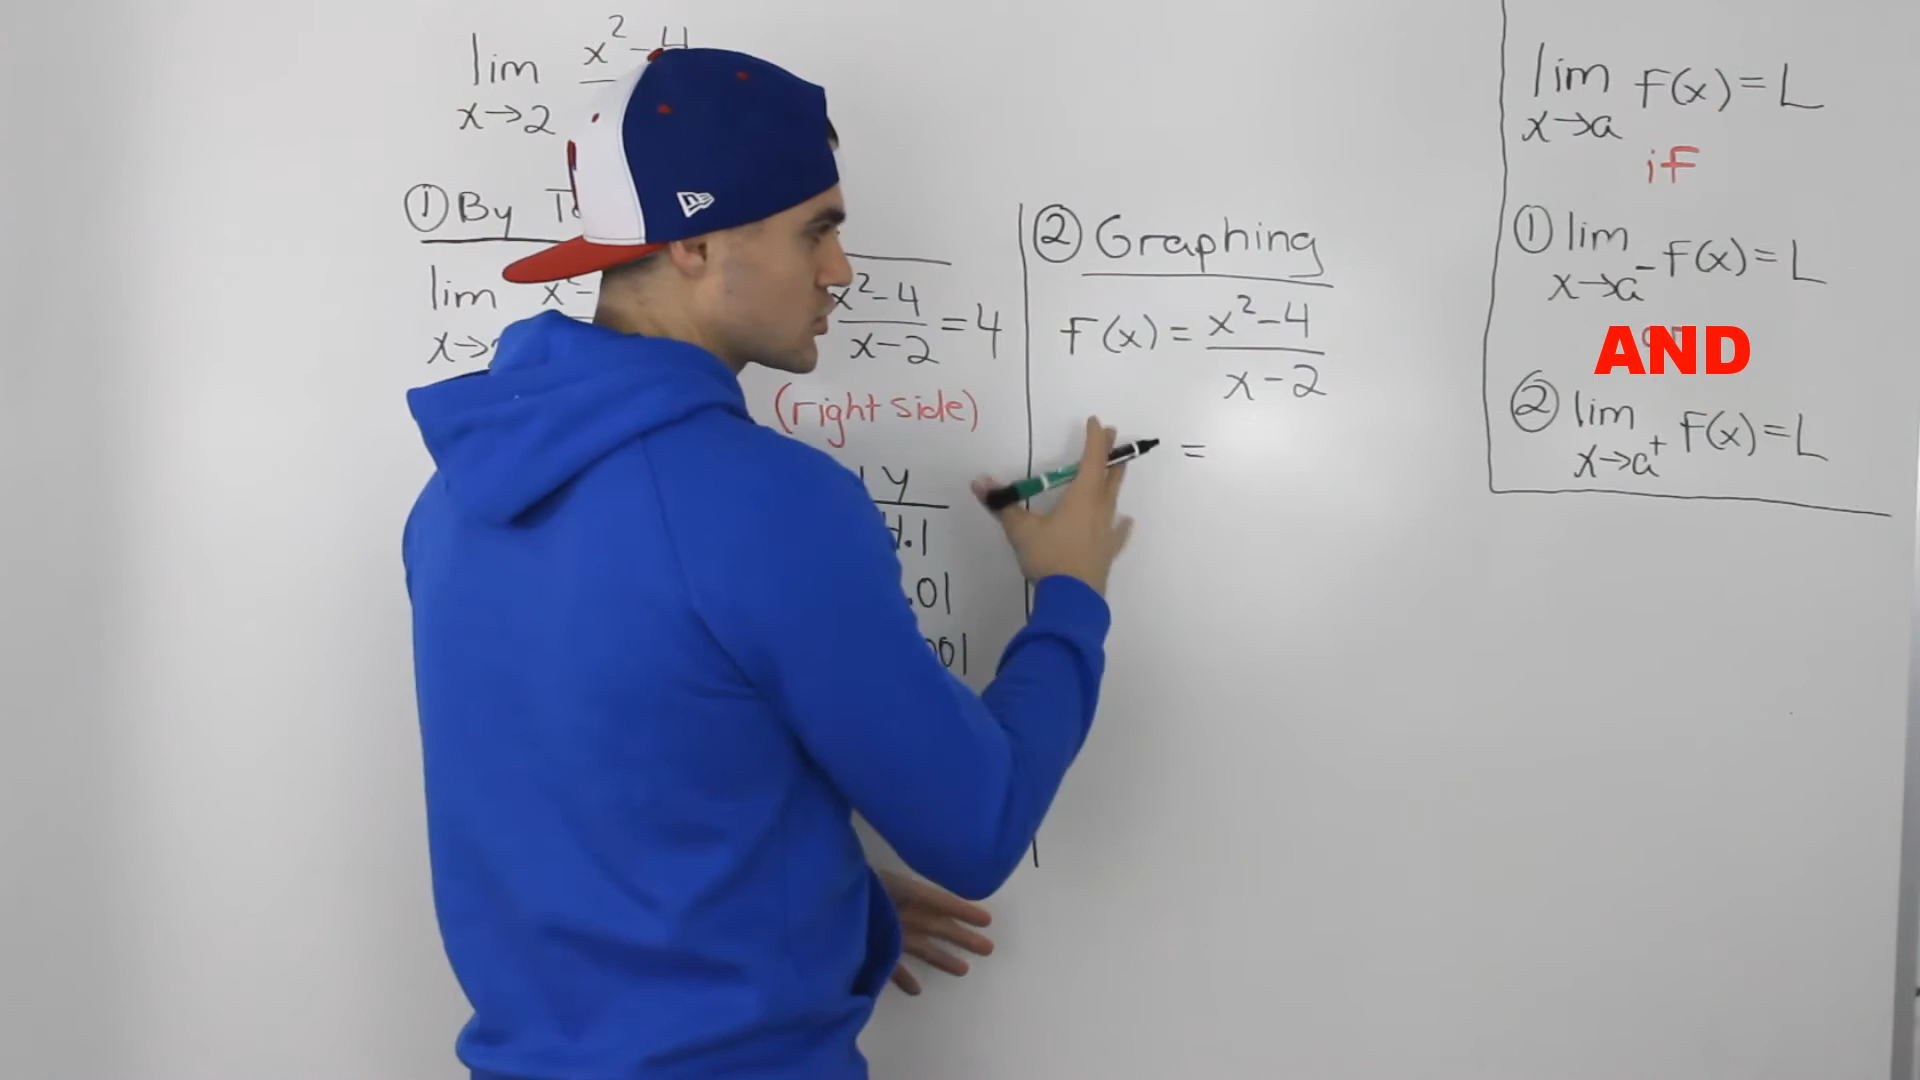 lim x²-4
x→2
① By
lim
x→
x²-4
x-2
=4
(right side)
y
4.1
.01
001
② Graphing
f(x) = x²-4
x-2
=
lim f(x)=L
x→a
if
① lim f(x)=L
x→a⁻
AND
② lim f(x)=L
x→a⁺